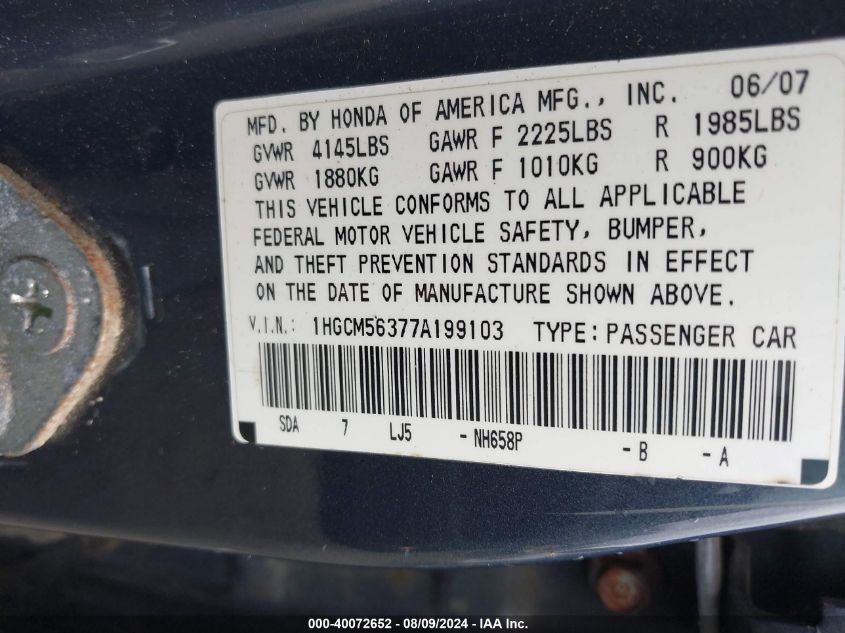 MFD. BY HONDA OF AMERICA MFG., INC. 06/07
GVWR 4145LBS GAWR F 2225LBS R 1985LBS
GVWR 1880KG GAWR F 1010KG R 900KG
THIS VEHICLE CONFORMS TO ALL APPLICABLE
FEDERAL MOTOR VEHICLE SAFETY, BUMPER,
AND THEFT PREVENTION STANDARDS IN EFFECT
ON THE DATE OF MANUFACTURE SHOWN ABOVE.
V.I.N.: 1HGCM56377A199103 TYPE: PASSENGER CAR
SDA 7 LJ5 -NH658P -B -A
000-40072652 - 08/09/2024 - IAA Inc.